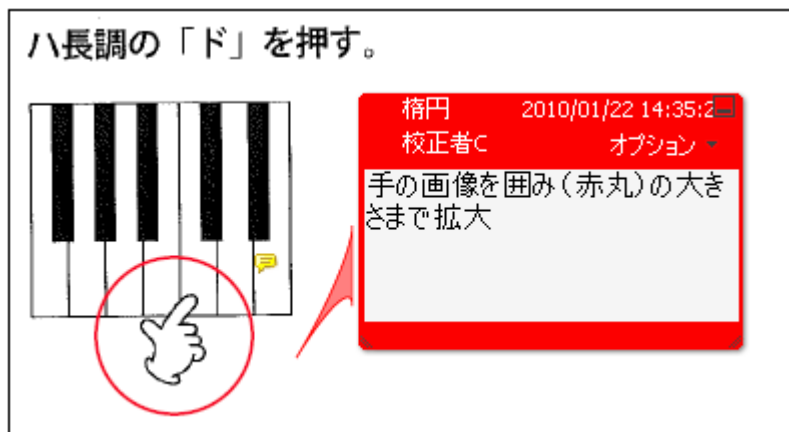 ハ長調の「ド」を押す。
楕円 2010/01/22 14:35:2
校正者C オプション
手の画像を囲み(赤丸)の大き
さまで拡大